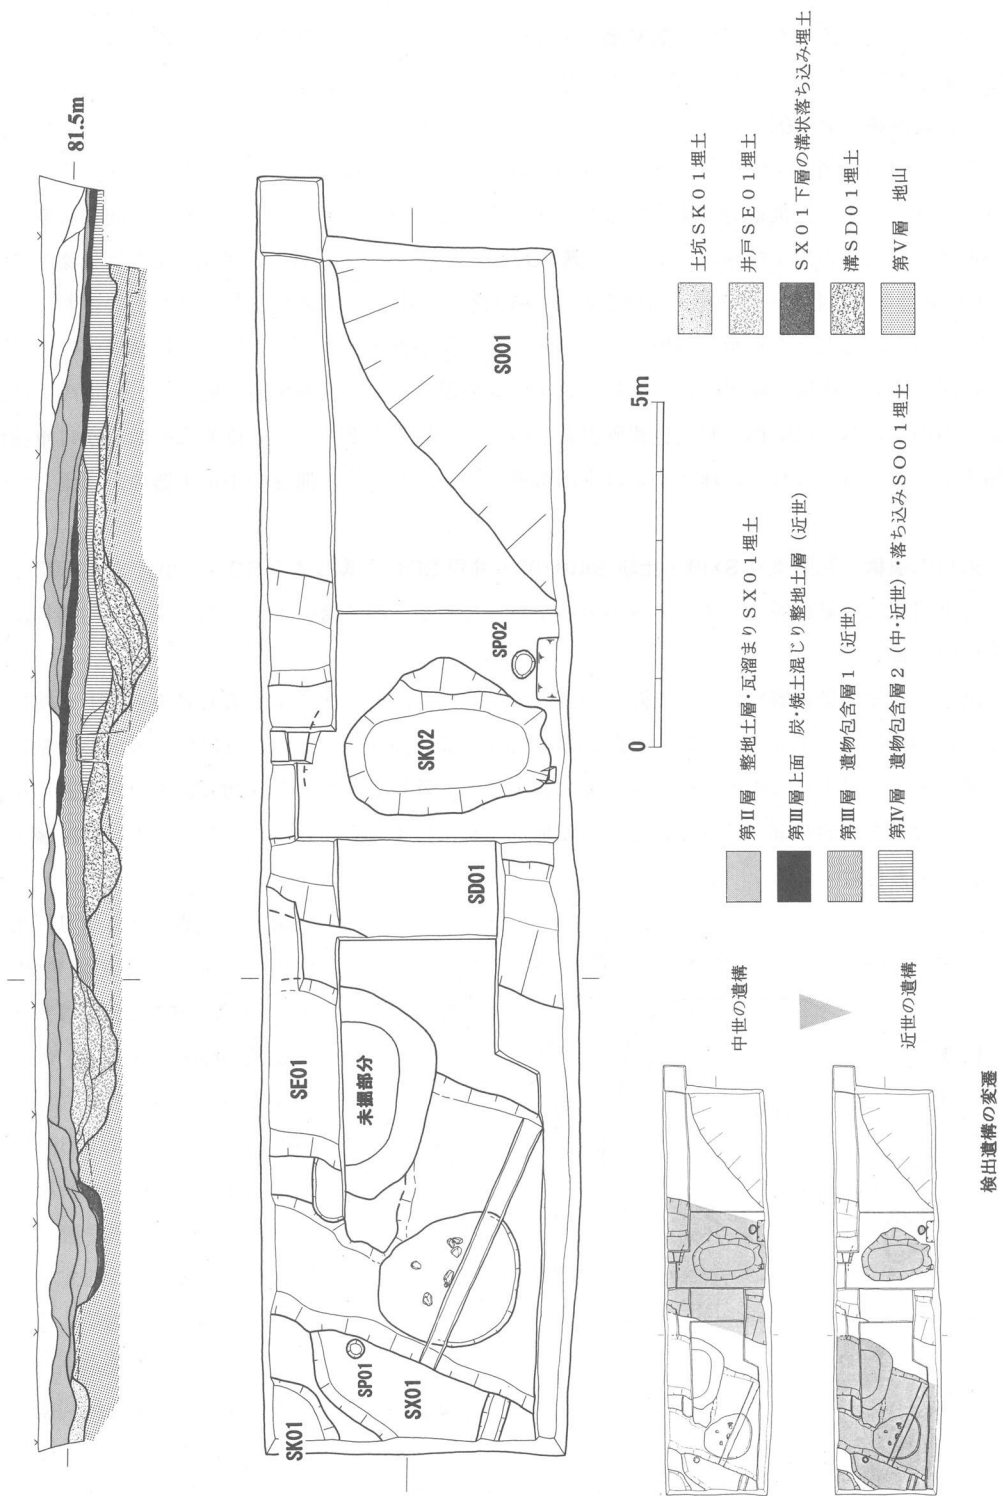 81.5m
SK01
SP01
SX01
SE01
未掘部分
SD01
SK02
SP02
SO01
0
5m
第Ⅱ層 整地土層・瓦溜まりＳＸ０１埋土
第Ⅲ層上面 炭・焼土混じり整地土層（近世）
第Ⅲ層 遺物包含層１（近世）
第Ⅳ層 遺物包含層２（中・近世）・落ち込みＳＯ０１埋土
土坑ＳＫ０１埋土
井戸ＳＥ０１埋土
ＳＸ０１下層の溝状落ち込み埋土
溝ＳＤ０１埋土
第Ⅴ層 地山
中世の遺構
近世の遺構
検出遺構の変遷